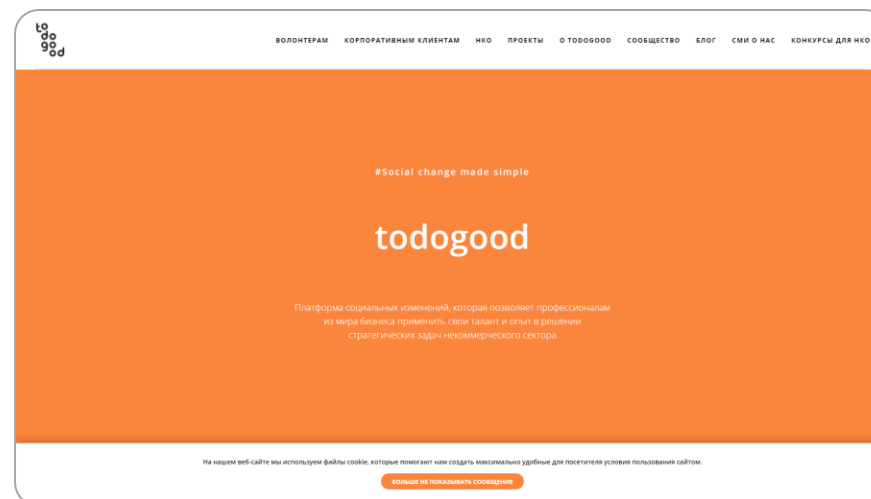 to
do
go
od
ВОЛОНТЕРАМ КОРПОРАТИВНЫМ КЛИЕНТАМ НКО ПРОЕКТЫ О TODOGOOD СООБЩЕСТВО БЛОГ СМИ О НАС КОНКУРСЫ ДЛЯ НКО
#Social change made simple
todogood
Платформа социальных изменений, которая позволяет профессионалам
из мира бизнеса применить свои талант и опыт в решении
стратегических задач некоммерческого сектора
На нашем веб-сайте мы используем файлы cookie, которые помогают нам создать максимально удобные для посетителя условия пользования сайтом.
БОЛЬШЕ НЕ ПОКАЗЫВАТЬ СООБЩЕНИЕ